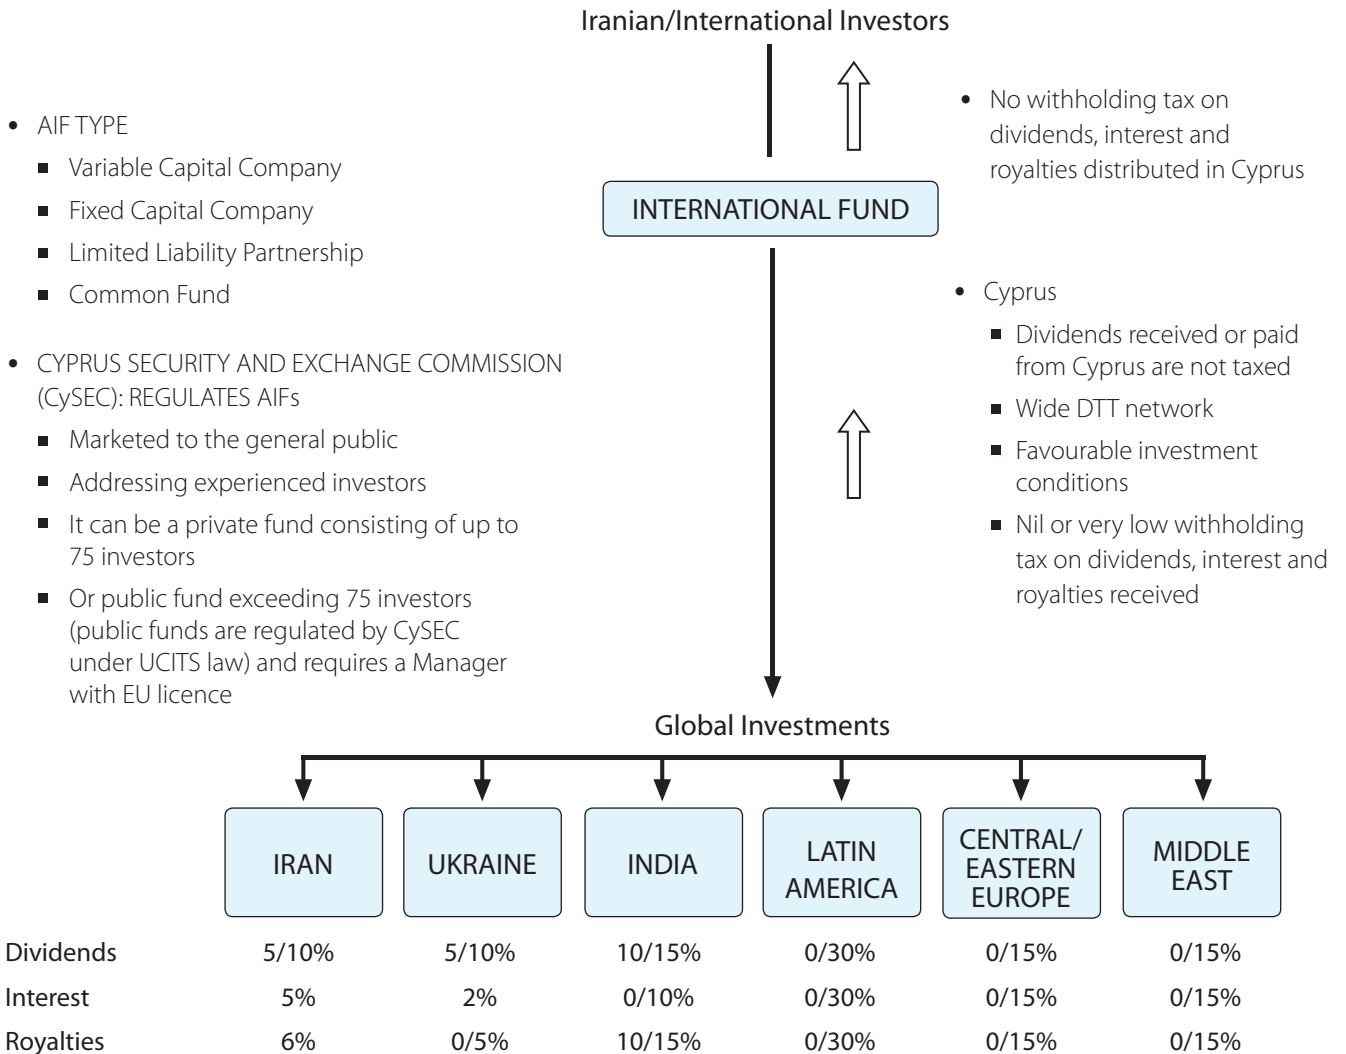 Iranian/International Investors
• AIF TYPE
▪ Variable Capital Company
▪ Fixed Capital Company
▪ Limited Liability Partnership
▪ Common Fund
• CYPRUS SECURITY AND EXCHANGE COMMISSION
(CySEC): REGULATES AIFs
▪ Marketed to the general public
▪ Addressing experienced investors
▪ It can be a private fund consisting of up to
75 investors
▪ Or public fund exceeding 75 investors
(public funds are regulated by CySEC
under UCITS law) and requires a Manager
with EU licence
INTERNATIONAL FUND
• No withholding tax on
dividends, interest and
royalties distributed in Cyprus
• Cyprus
▪ Dividends received or paid
from Cyprus are not taxed
▪ Wide DTT network
▪ Favourable investment
conditions
▪ Nil or very low withholding
tax on dividends, interest and
royalties received
Global Investments
IRAN
UKRAINE
INDIA
LATIN
AMERICA
CENTRAL/
EASTERN
EUROPE
MIDDLE
EAST
Dividends 5/10% 5/10% 10/15% 0/30% 0/15% 0/15%
Interest 5% 2% 0/10% 0/30% 0/15% 0/15%
Royalties 6% 0/5% 10/15% 0/30% 0/15% 0/15%